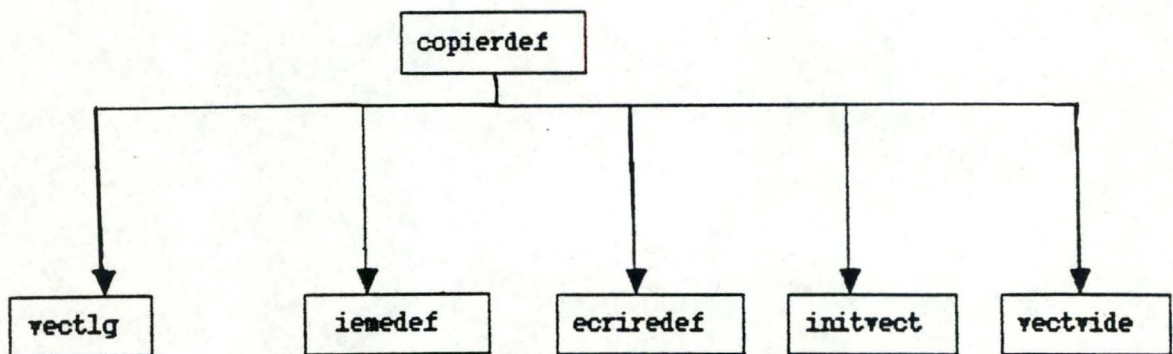 copierdef
vectlg
iemedef
ecriredef
initvect
vectvide